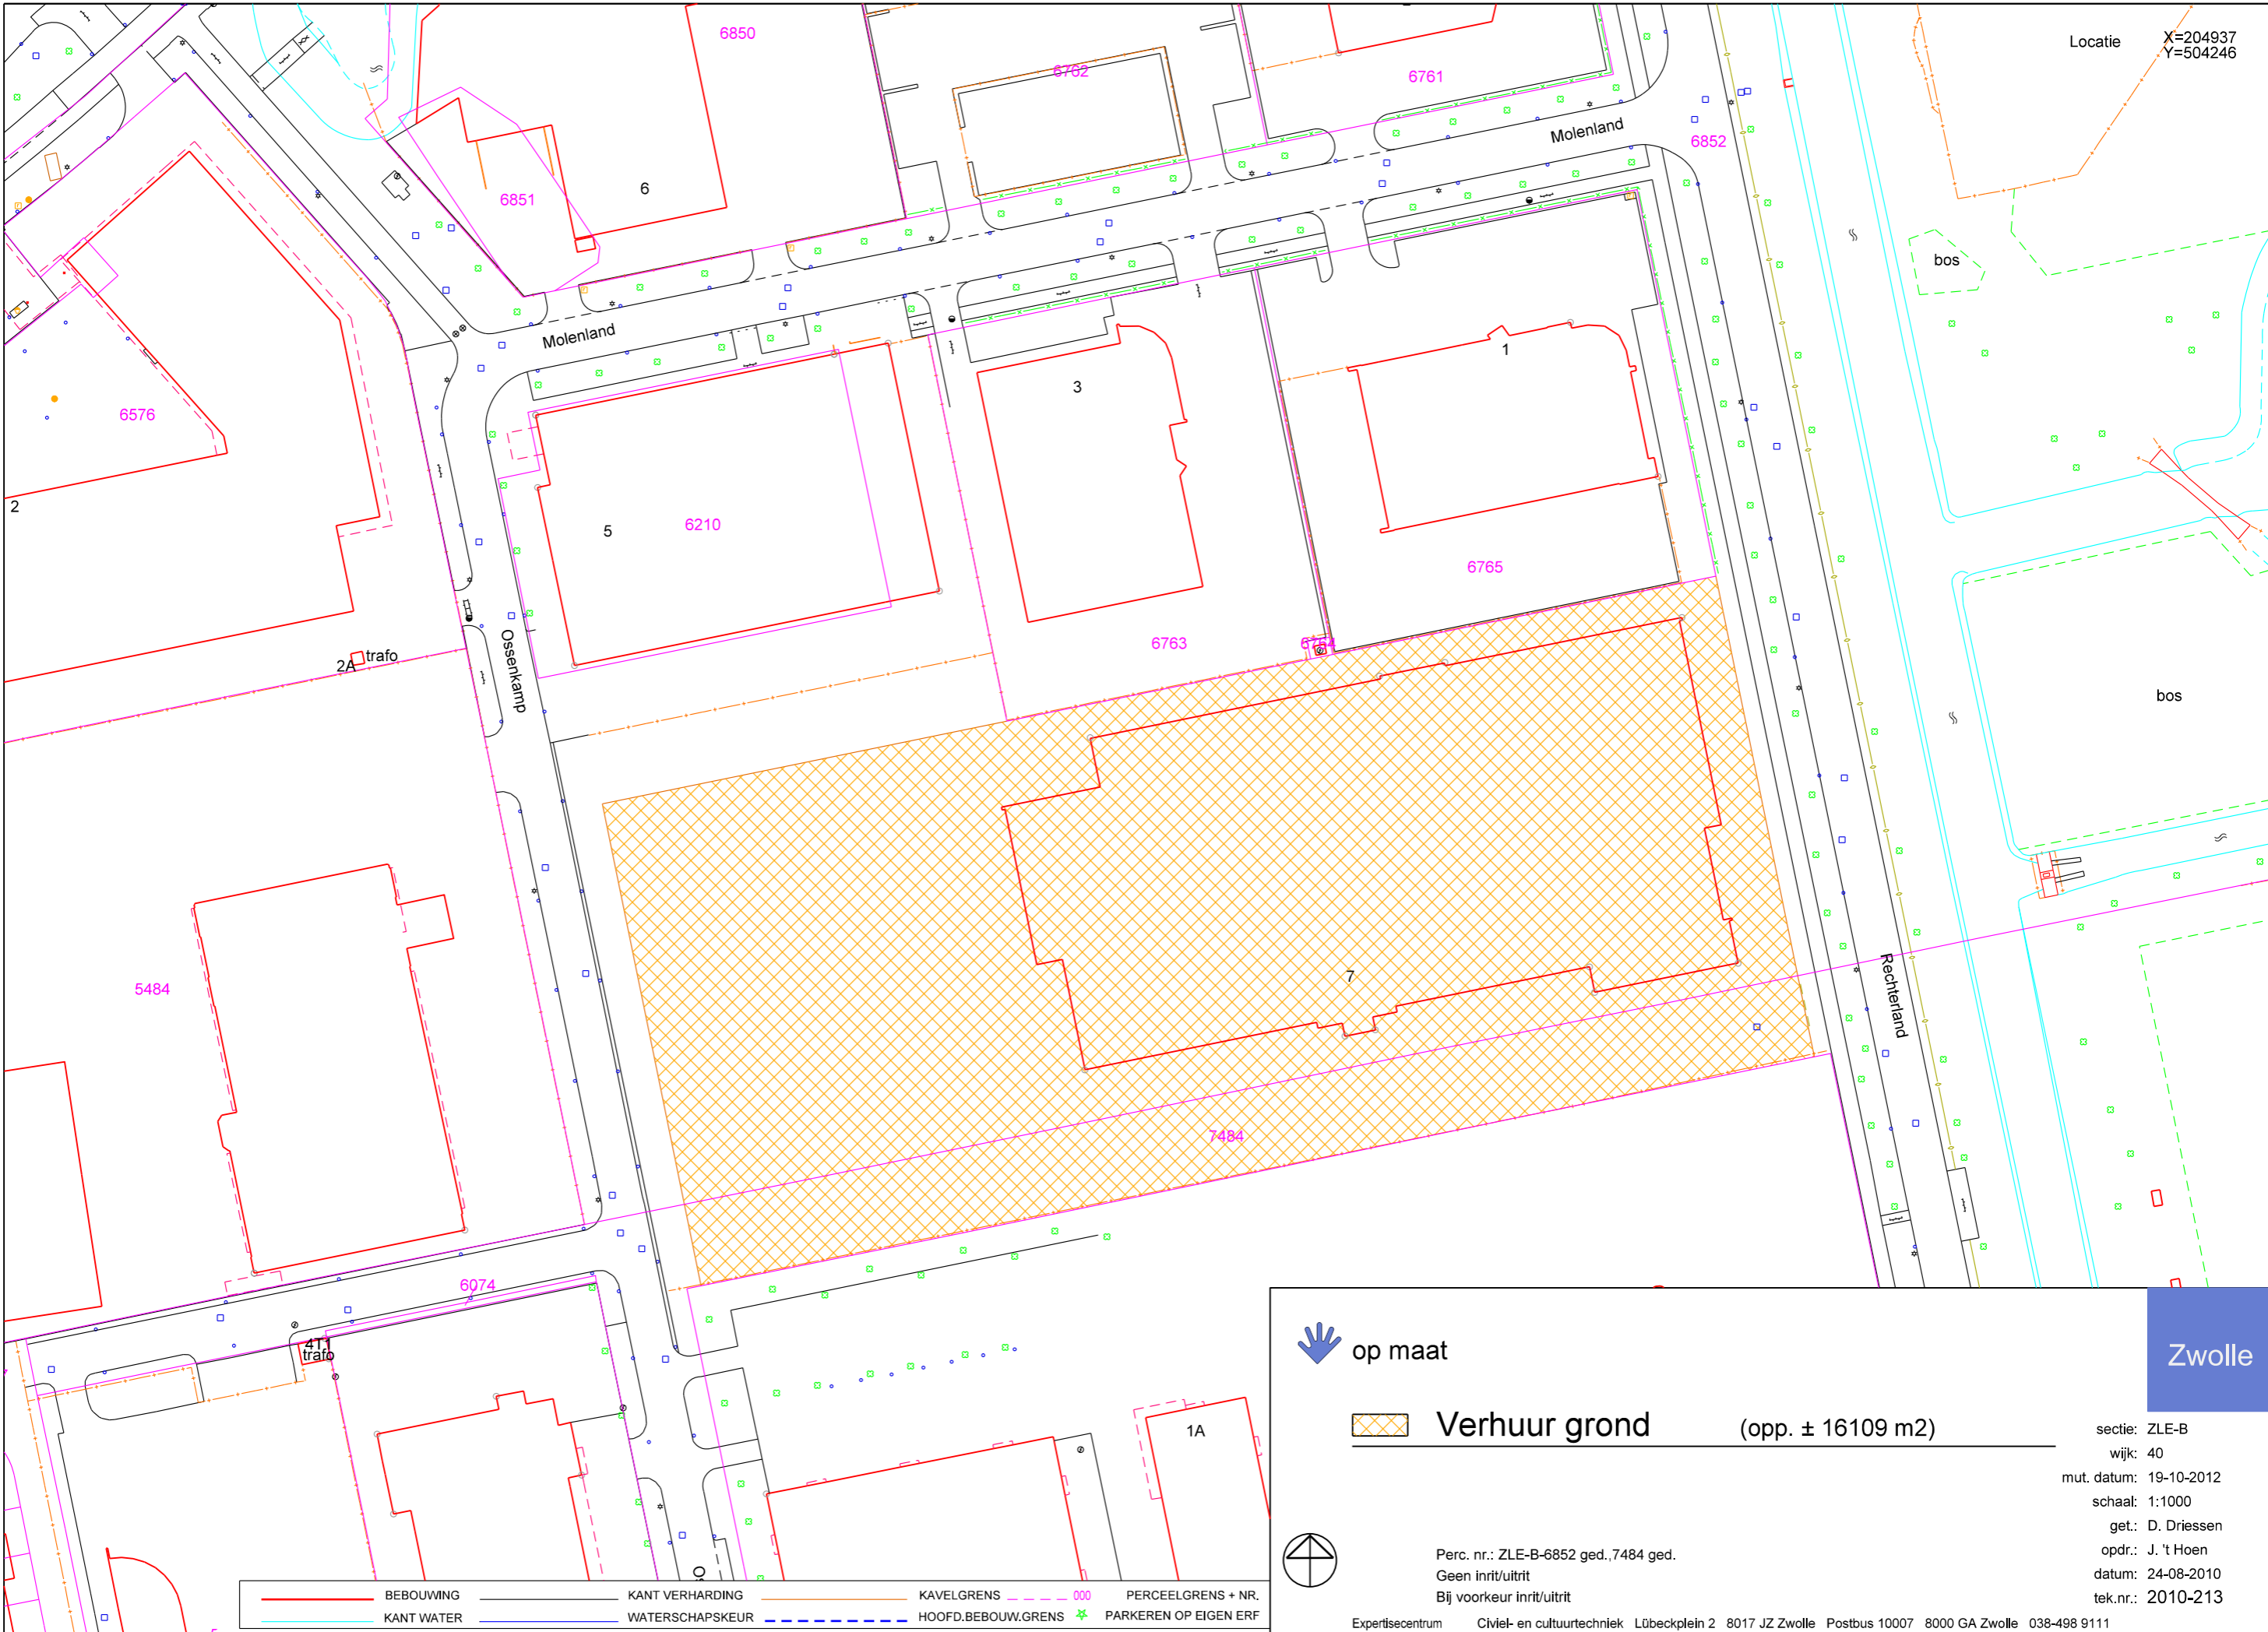 6850
Locatie X=204937
Y=504246
6762
6761
Molenland
6852
6851
6
bos
Molenland
1
3
6576
2
5
6210
6765
Ossenkamp
6763
6764
2A
trafo
bos
7
5484
Rechterland
7484
6074
4T1
trafo
1A
Os
op maat
Zwolle
Verhuur grond (opp. ± 16109 m2)
sectie: ZLE-B
wijk: 40
mut. datum: 19-10-2012
schaal: 1:1000
get.: D. Driessen
opdr.: J. 't Hoen
datum: 24-08-2010
tek.nr.: 2010-213
Perc. nr.: ZLE-B-6852 ged.,7484 ged.
Geen inrit/uitrit
Bij voorkeur inrit/uitrit
BEBOUWING KANT VERHARDING KAVELGRENS 000 PERCEELGRENS + NR.
KANT WATER WATERSCHAPSKEUR HOOFD.BEBOUW.GRENS PARKEREN OP EIGEN ERF
Expertisecentrum Civiel- en cultuurtechniek Lübeckplein 2 8017 JZ Zwolle Postbus 10007 8000 GA Zwolle 038-498 9111